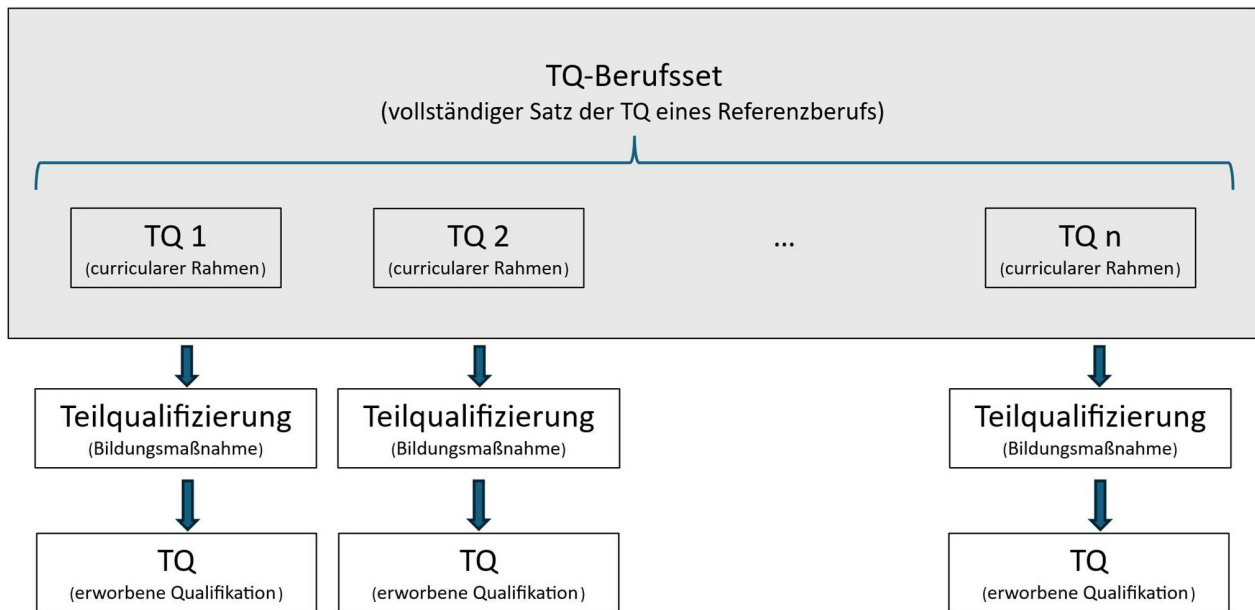 TQ-Berufsset
(vollständiger Satz der TQ eines Referenzberufs)
TQ 1
(curricularer Rahmen)
TQ 2
(curricularer Rahmen)
...
TQ n
(curricularer Rahmen)
Teilqualifizierung
(Bildungsmaßnahme)
Teilqualifizierung
(Bildungsmaßnahme)
Teilqualifizierung
(Bildungsmaßnahme)
TQ
(erworbene Qualifikation)
TQ
(erworbene Qualifikation)
TQ
(erworbene Qualifikation)